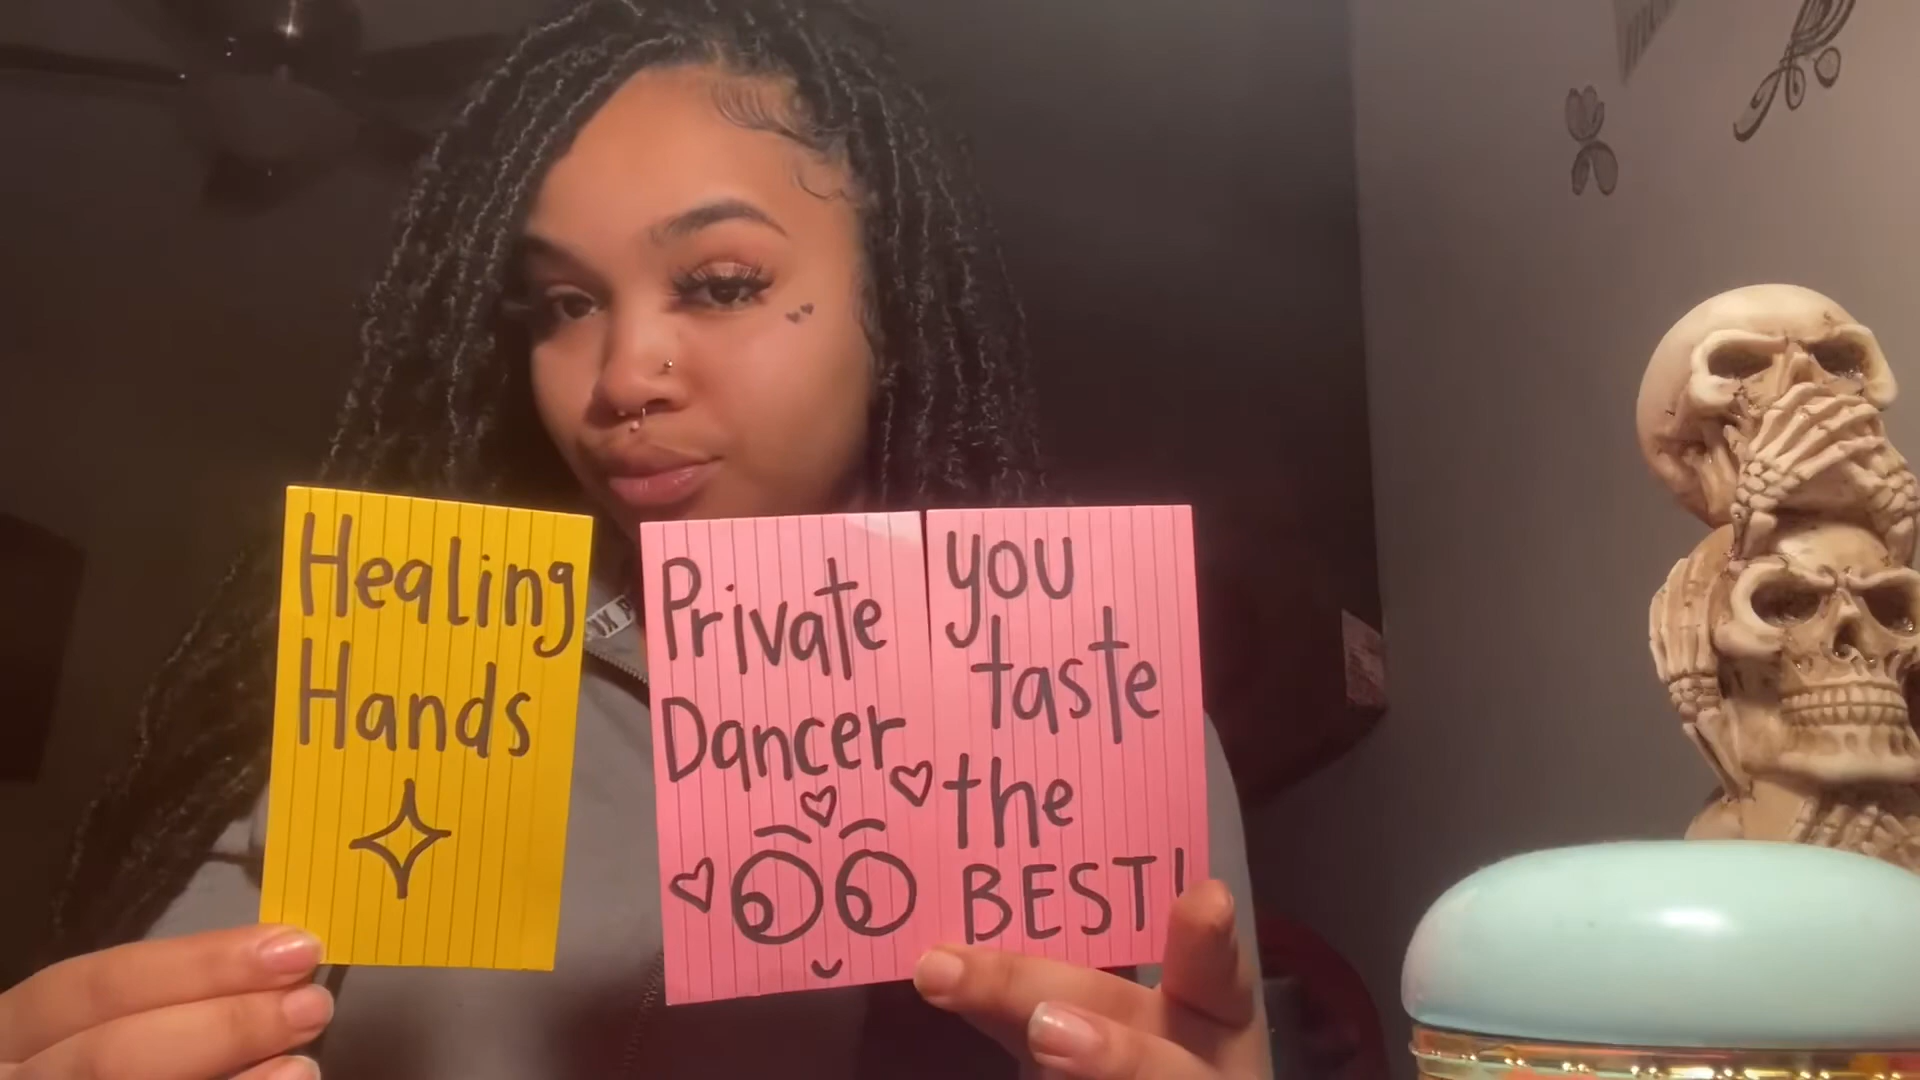 Healing
Hands
Private
Dancer
you
taste
the
BEST!